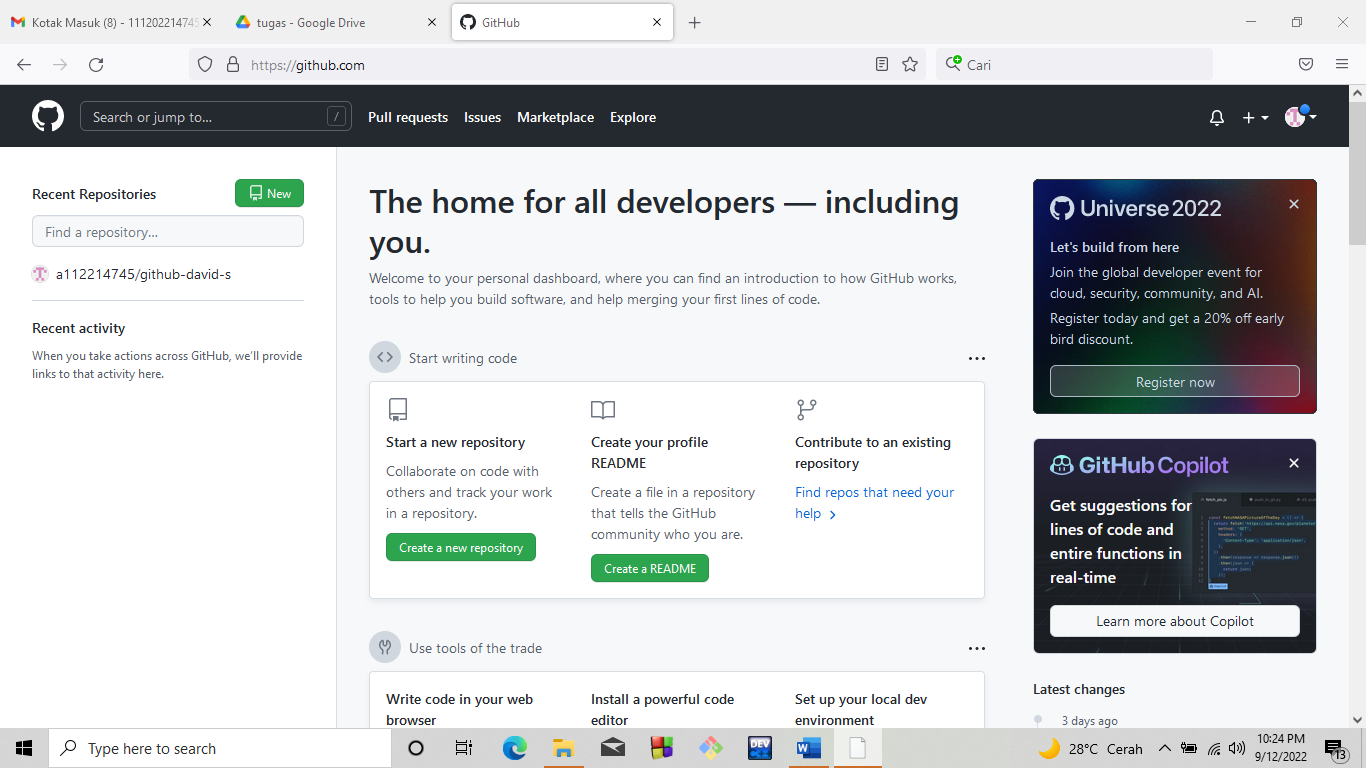 Kotak Masuk (8) - 111202214745
tugas - Google Drive
GitHub
https://github.com
Cari
Search or jump to...
/
Pull requests
Issues
Marketplace
Explore
Recent Repositories
New
Find a repository...
a112214745/github-david-s
Recent activity
When you take actions across GitHub, we'll provide
links to that activity here.
The home for all developers — including
you.
Welcome to your personal dashboard, where you can find an introduction to how GitHub works,
tools to help you build software, and help merging your first lines of code.
Start writing code
Start a new repository
Collaborate on code with
others and track your work
in a repository.
Create a new repository
Create your profile
README
Create a file in a repository
that tells the GitHub
community who you are.
Create a README
Contribute to an existing
repository
Find repos that need your
help
Use tools of the trade
Write code in your web
browser
Install a powerful code
editor
Set up your local dev
environment
Universe 2022
Let's build from here
Join the global developer event for
cloud, security, community, and AI.
Register today and get a 20% off early
bird discount.
Register now
GitHub Copilot
Get suggestions for
lines of code and
entire functions in
real-time
Learn more about Copilot
Latest changes
3 days ago
Type here to search
DEV
28°C Cerah
10:24 PM
9/12/2022
13